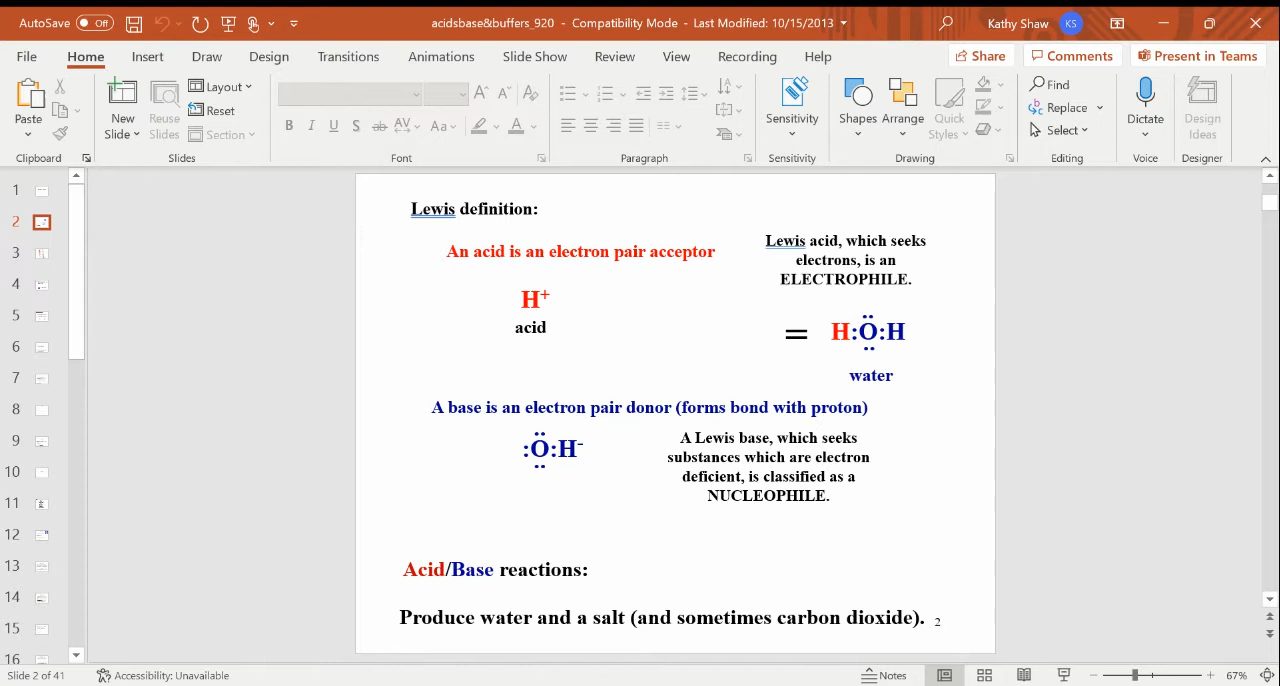 AutoSave Off acidsbase&buffers_920 - Compatibility Mode - Last Modified: 10/15/2013 Kathy Shaw KS
File Home Insert Draw Design Transitions Animations Slide Show Review View Recording Help Share Comments Present in Teams
Paste New Slide Reuse Slides Layout Reset Section B I U S ab AV Aa A Sensitivity Shapes Arrange Quick Styles Find Replace Select Dictate Design Ideas
Clipboard Slides Font Paragraph Sensitivity Drawing Editing Voice Designer
1
2
3
4
5
6
7
8
9
10
11
12
13
14
15
16
Lewis definition:
An acid is an electron pair acceptor
Lewis acid, which seeks
electrons, is an
ELECTROPHILE.
H+
acid
= H:Ö:H
water
A base is an electron pair donor (forms bond with proton)
:Ö:H-
A Lewis base, which seeks
substances which are electron
deficient, is classified as a
NUCLEOPHILE.
Acid/Base reactions:
Produce water and a salt (and sometimes carbon dioxide). 2
Slide 2 of 41 Accessibility: Unavailable Notes 67%